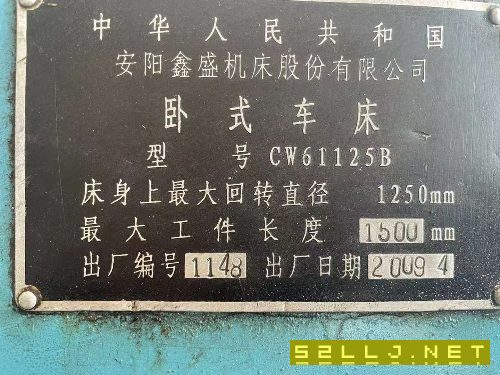 中华人民共和国
安阳鑫盛机床股份有限公司
卧式车床
型号 CW61125B
床身上最大回转直径 1250mm
最大工件长度 1500 mm
出厂编号 1148 出厂日期 2009 4
52LLJ.NET